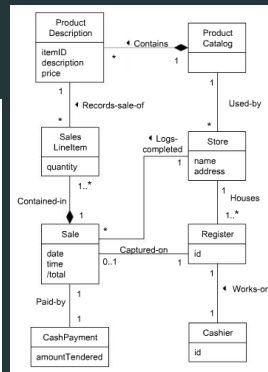 Product
Description
itemID
description
price
Contains
*
1
Product
Catalog
1
Records-sale-of
*
1
Used-by
*
Sales
LineItem
quantity
1..*
Contained-in
1
Logs-
completed
*
1
Store
name
address
1
Houses
1..*
Sale
date
time
/total
Captured-on
0..1
1
Register
id
1
Paid-by
1
1
Works-on
1
CashPayment
amountTendered
Cashier
id